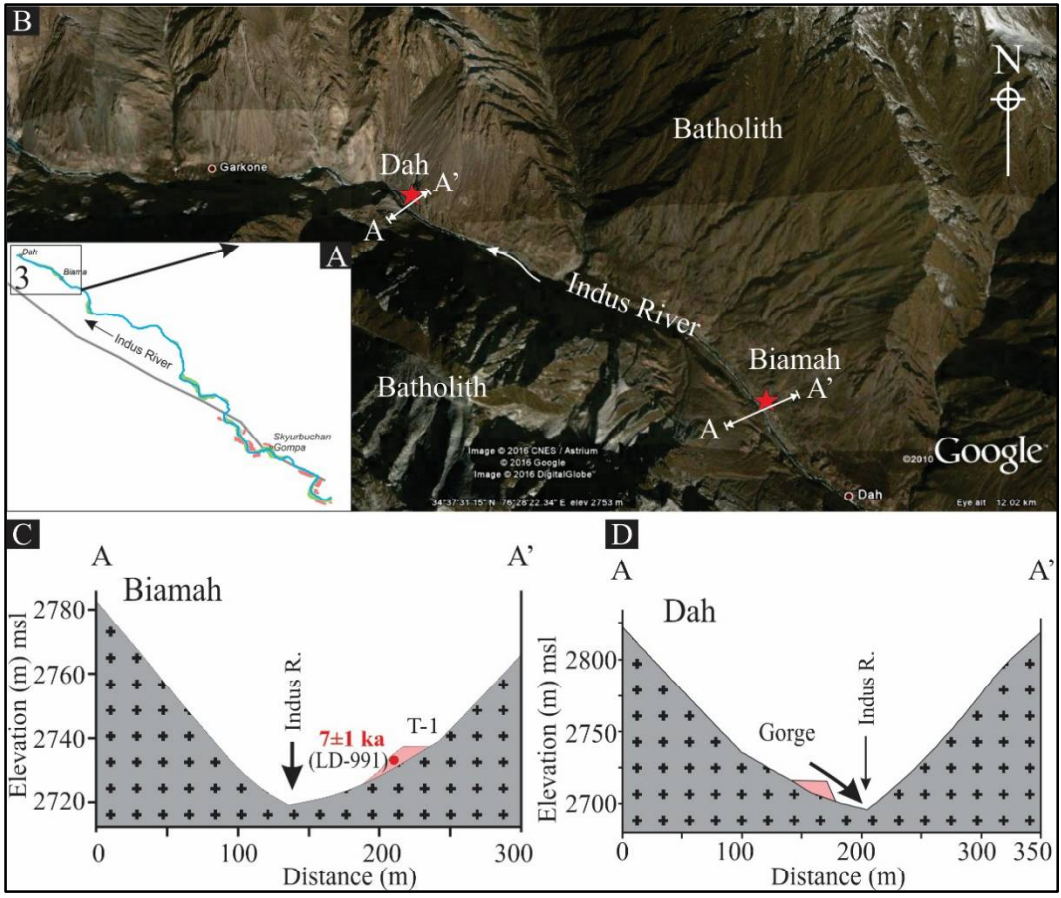 B
N
Batholith
Garkone
Dah
A'
A
A
3
Dah
Biama
Indus River
Skyurbuchan
Gompa
Indus River
Batholith
Biamah
A'
A
Image © 2016 CNES / Astrium
© 2016 Google
Image © 2016 DigitalGlobe
©2010 Google
34°37'31.15" N 76°28'22.34" E elev 2753 m
Dah
Eye alt 12.02 km
C
A
A'
Biamah
Elevation (m) msl
2780
2760
2740
2720
Indus R.
7±1 ka
(LD-991)
T-1
0
100
200
300
Distance (m)
D
A
A'
Dah
Elevation (m) msl
2800
2750
2700
Gorge
Indus R.
0
100
200
300
350
Distance (m)